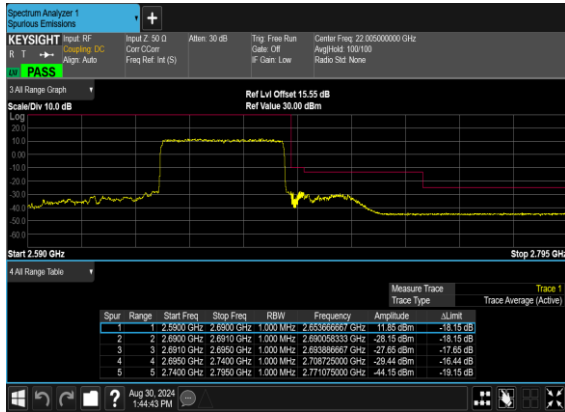 Spectrum Analyzer 1
Spurious Emissions
+
KEYSIGHT Input: RF Input Z: 50 Ω Atten: 30 dB Trig: Free Run Center Freq: 22.005000000 GHz
R T Coupling: DC Corr CCorr Gate: Off Avg|Hold: 100/100
Align: Auto Freq Ref: Int (S) IF Gain: Low Radio Std: None
PASS
3 All Range Graph
Ref Lvl Offset 15.55 dB
Scale/Div 10.0 dB Ref Value 30.00 dBm
Log
20.0
10.0
0.00
-10.0
-20.0
-30.0
-40.0
-50.0
-60.0
Start 2.590 GHz Stop 2.795 GHz
4 All Range Table
Measure Trace Trace 1
Trace Type Trace Average (Active)
Spur Range Start Freq Stop Freq RBW Frequency Amplitude ΔLimit
1 1 2.5900 GHz 2.6900 GHz 1.000 MHz 2.653666667 GHz 11.85 dBm -18.15 dB
2 2 2.6900 GHz 2.6910 GHz 1.000 MHz 2.690058333 GHz -28.15 dBm -18.15 dB
3 3 2.6910 GHz 2.6950 GHz 1.000 MHz 2.693886667 GHz -27.65 dBm -17.65 dB
4 4 2.6950 GHz 2.7400 GHz 1.000 MHz 2.708725000 GHz -29.44 dBm -16.44 dB
5 5 2.7400 GHz 2.7950 GHz 1.000 MHz 2.771075000 GHz -44.15 dBm -19.15 dB
?
Aug 30, 2024
1:44:43 PM